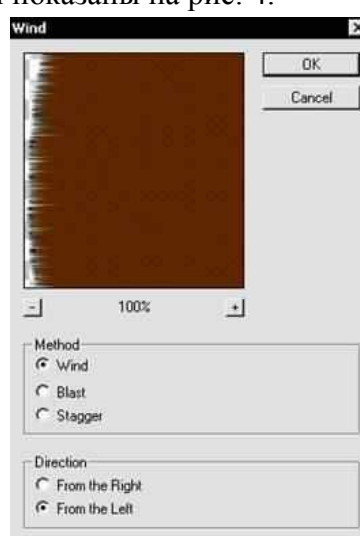 показаны на рис. 4.
Wind
OK
Cancel
100%
Method
Wind
Blast
Stagger
Direction
From the Right
From the Left